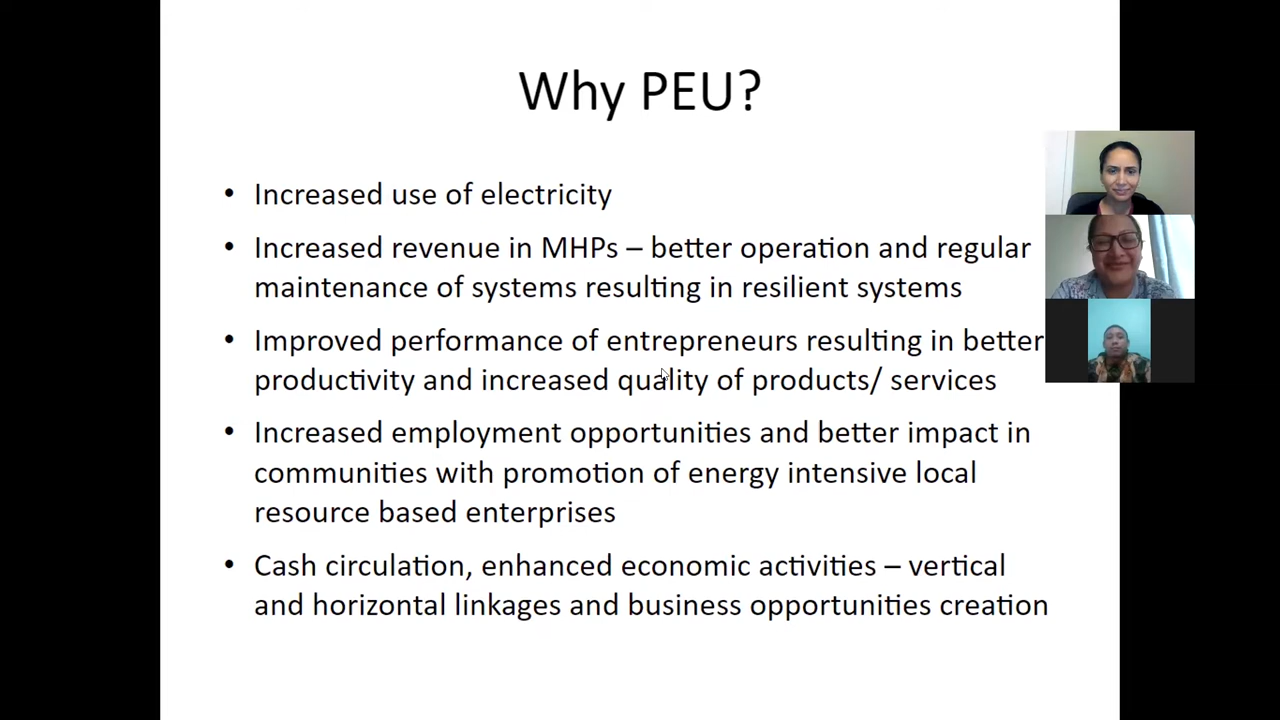 Why PEU?
• Increased use of electricity
• Increased revenue in MHPs – better operation and regular
maintenance of systems resulting in resilient systems
• Improved performance of entrepreneurs resulting in better
productivity and increased quality of products/ services
• Increased employment opportunities and better impact in
communities with promotion of energy intensive local
resource based enterprises
• Cash circulation, enhanced economic activities – vertical
and horizontal linkages and business opportunities creation